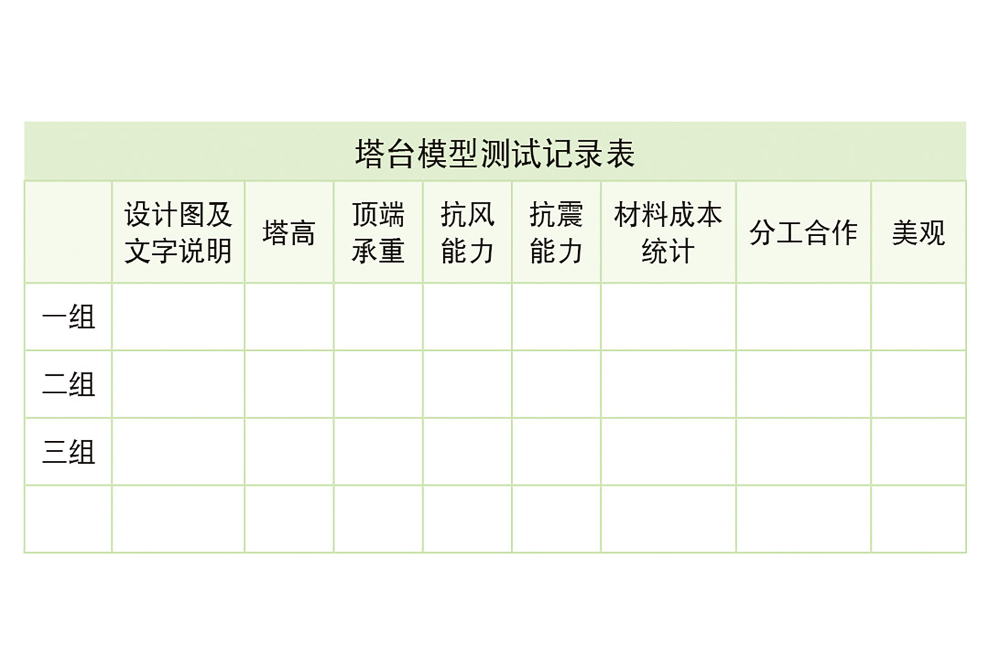 塔台模型测试记录表
设计图及
文字说明
塔高
顶端
承重
抗风
能力
抗震
能力
材料成本
统计
分工合作
美观
一组
二组
三组